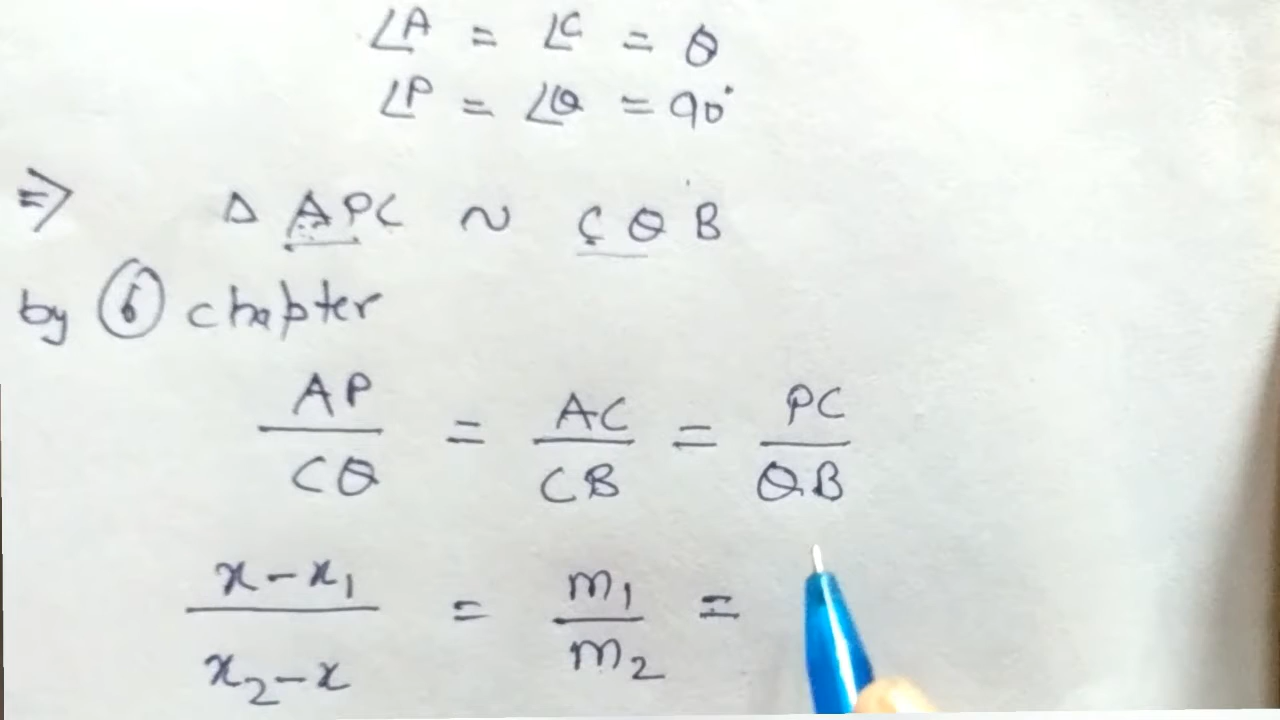 ∠A = ∠C = θ
∠P = ∠Q = 90°
⇒ Δ APC ~ CQB
by ⑥ chapter
AP/CQ = AC/CB = PC/QB
x-x₁/x₂-x = m₁/m₂ =